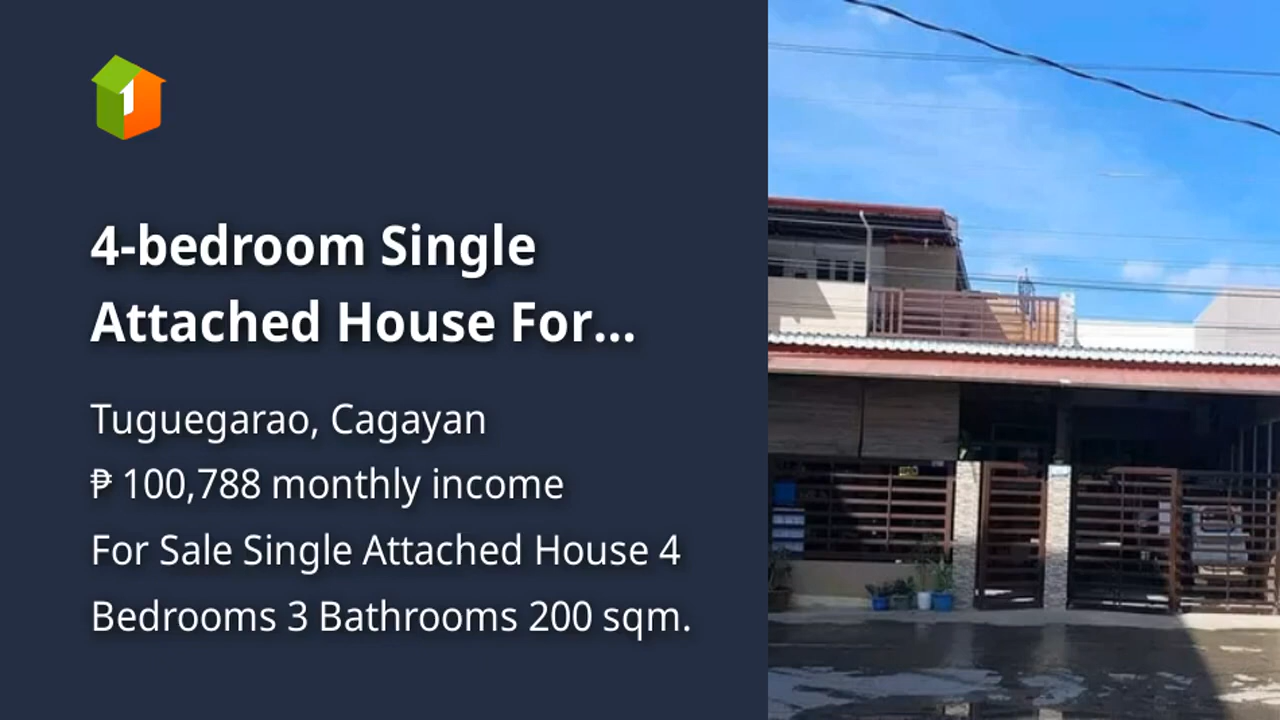 4-bedroom Single
Attached House For...
Tuguegarao, Cagayan
₱ 100,788 monthly income
For Sale Single Attached House 4
Bedrooms 3 Bathrooms 200 sqm.